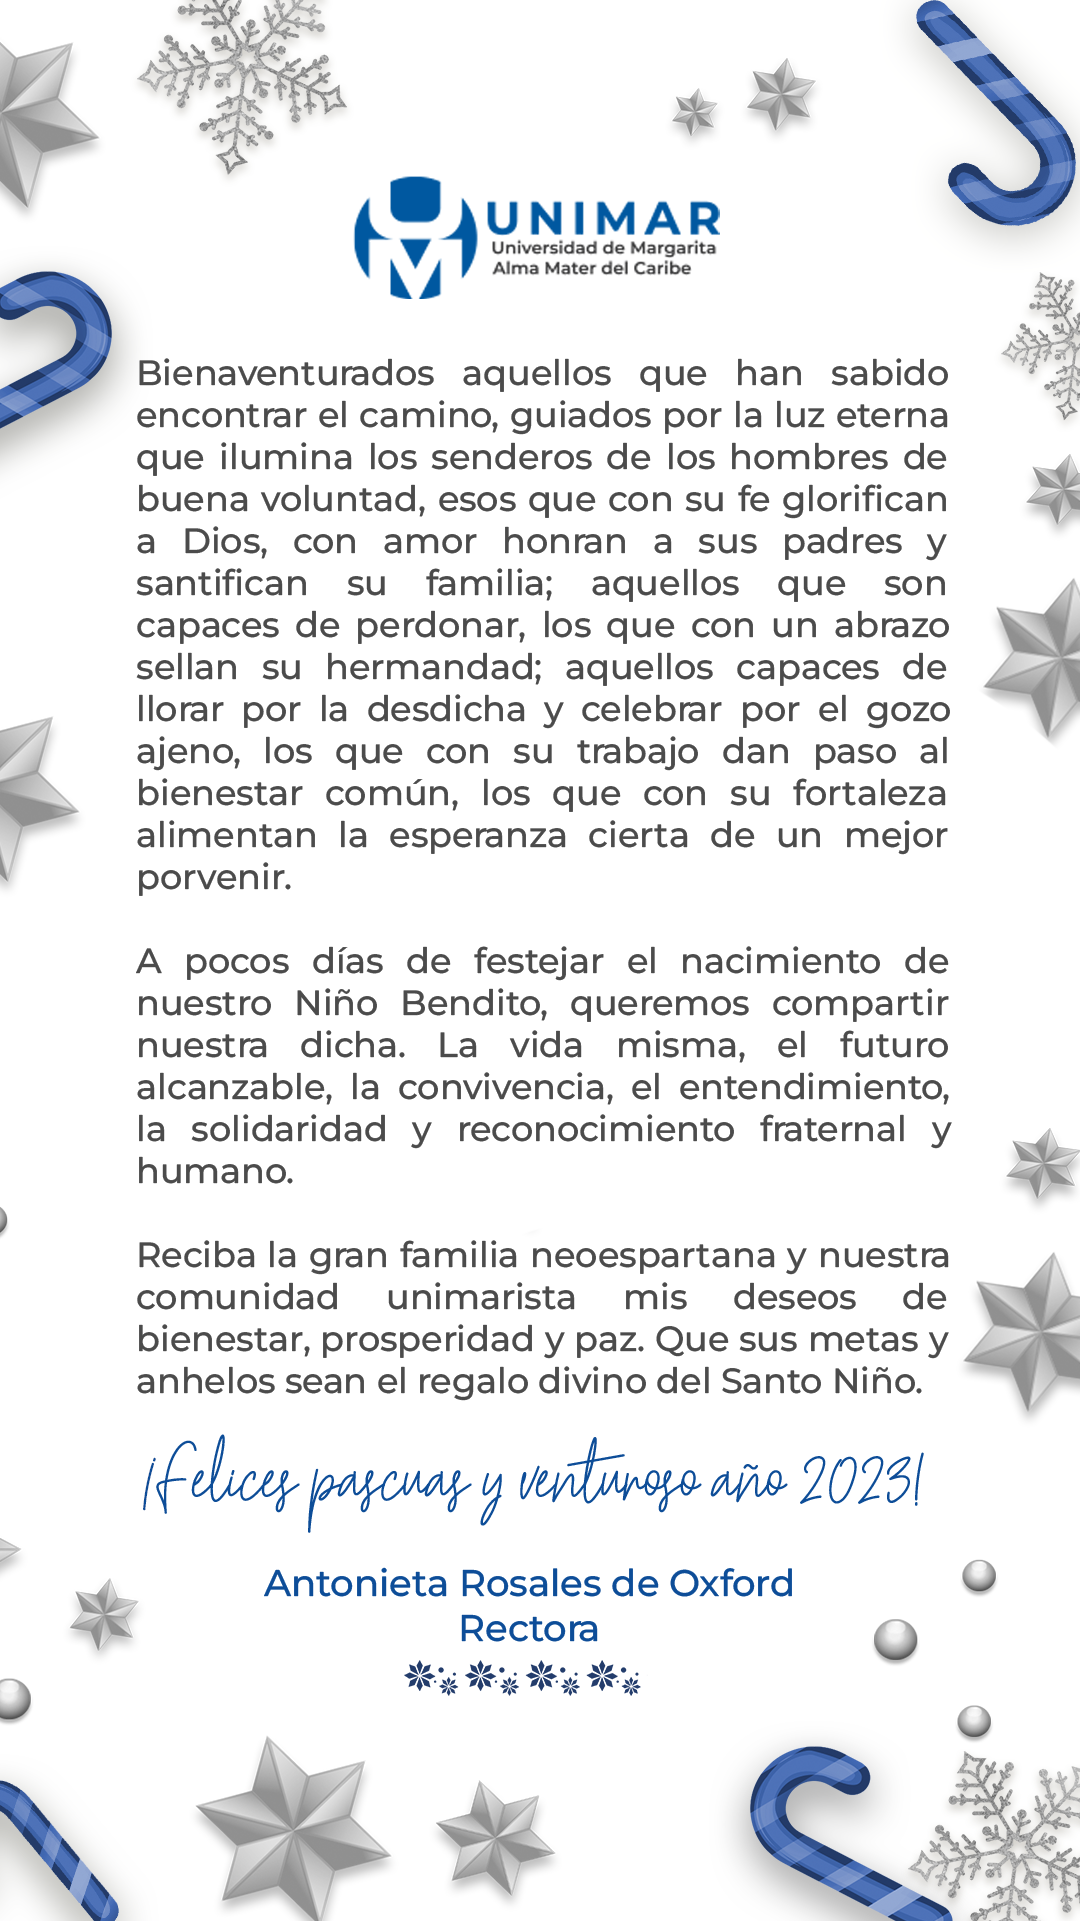 UNIMAR
Universidad de Margarita
Alma Mater del Caribe
Bienaventurados aquellos que han sabido
encontrar el camino, guiados por la luz eterna
que ilumina los senderos de los hombres de
buena voluntad, esos que con su fe glorifican
a Dios, con amor honran a sus padres y
santifican su familia; aquellos que son
capaces de perdonar, los que con un abrazo
sellan su hermandad; aquellos capaces de
llorar por la desdicha y celebrar por el gozo
ajeno, los que con su trabajo dan paso al
bienestar común, los que con su fortaleza
alimentan la esperanza cierta de un mejor
porvenir.
A pocos días de festejar el nacimiento de
nuestro Niño Bendito, queremos compartir
nuestra dicha. La vida misma, el futuro
alcanzable, la convivencia, el entendimiento,
la solidaridad y reconocimiento fraternal y
humano.
Reciba la gran familia neoespartana y nuestra
comunidad unimarista mis deseos de
bienestar, prosperidad y paz. Que sus metas y
anhelos sean el regalo divino del Santo Niño.
¡Felices pascuas y venturoso año 2023!
Antonieta Rosales de Oxford
Rectora